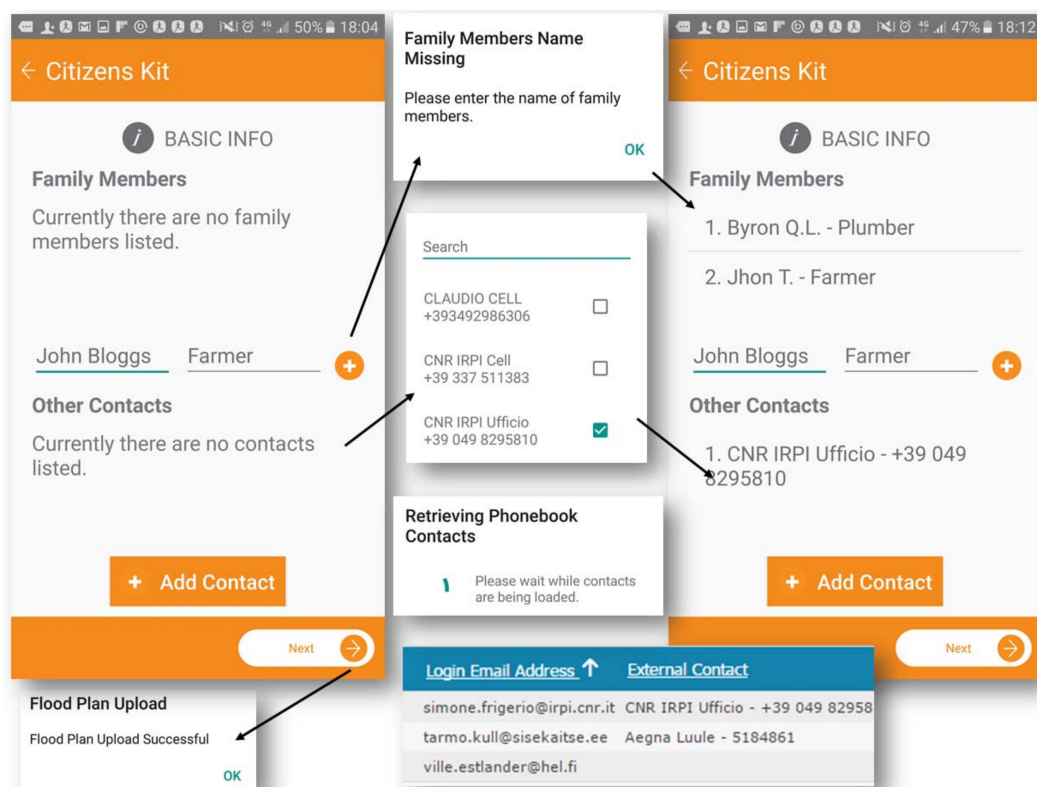 50% 18:04
← Citizens Kit
i BASIC INFO
Family Members
Currently there are no family
members listed.
John Bloggs Farmer +
Other Contacts
Currently there are no contacts
listed.
+ Add Contact
Next →
Flood Plan Upload
Flood Plan Upload Successful
OK
Family Members Name
Missing
Please enter the name of family
members.
OK
Search
CLAUDIO CELL
+393492986306
CNR IRPI Cell
+39 337 511383
CNR IRPI Ufficio
+39 049 8295810
Retrieving Phonebook
Contacts
Please wait while contacts
are being loaded.
Login Email Address ↑ External Contact
simone.frigerio@irpi.cnr.it CNR IRPI Ufficio - +39 049 82958
tarmo.kull@sisekaitse.ee Aegna Luule - 5184861
ville.estlander@hel.fi
47% 18:12
← Citizens Kit
i BASIC INFO
Family Members
1. Byron Q.L. - Plumber
2. Jhon T. - Farmer
John Bloggs Farmer +
Other Contacts
1. CNR IRPI Ufficio - +39 049
8295810
+ Add Contact
Next →